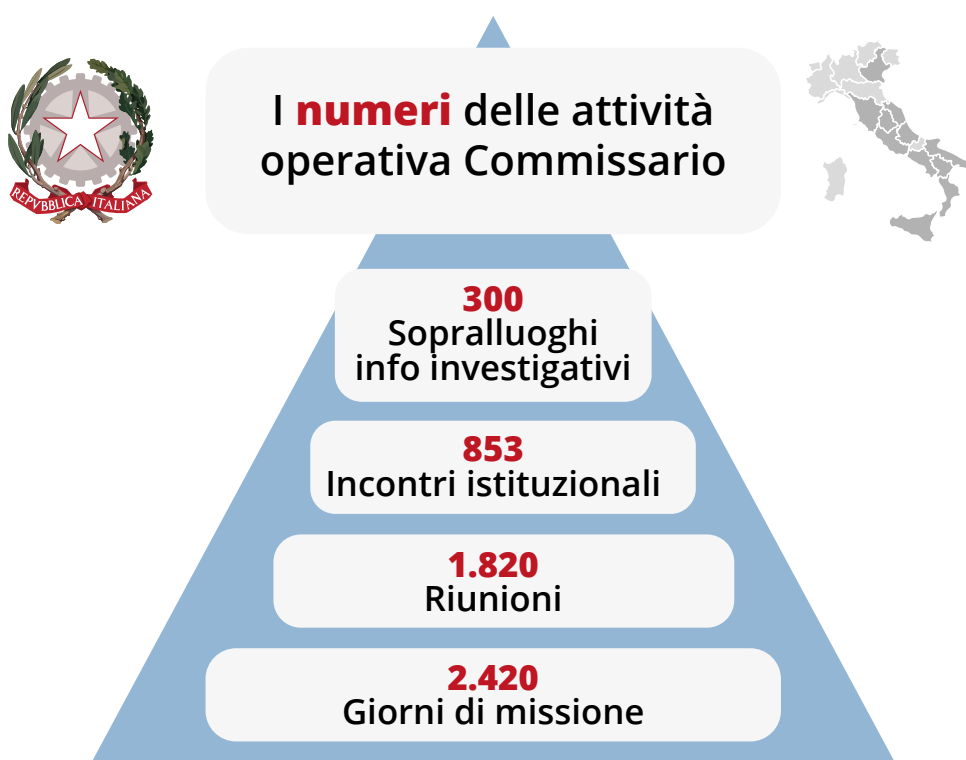 I numeri delle attività
operativa Commissario
REPVBBLICA ITALIANA
300
Sopralluoghi
info investigativi
853
Incontri istituzionali
1.820
Riunioni
2.420
Giorni di missione